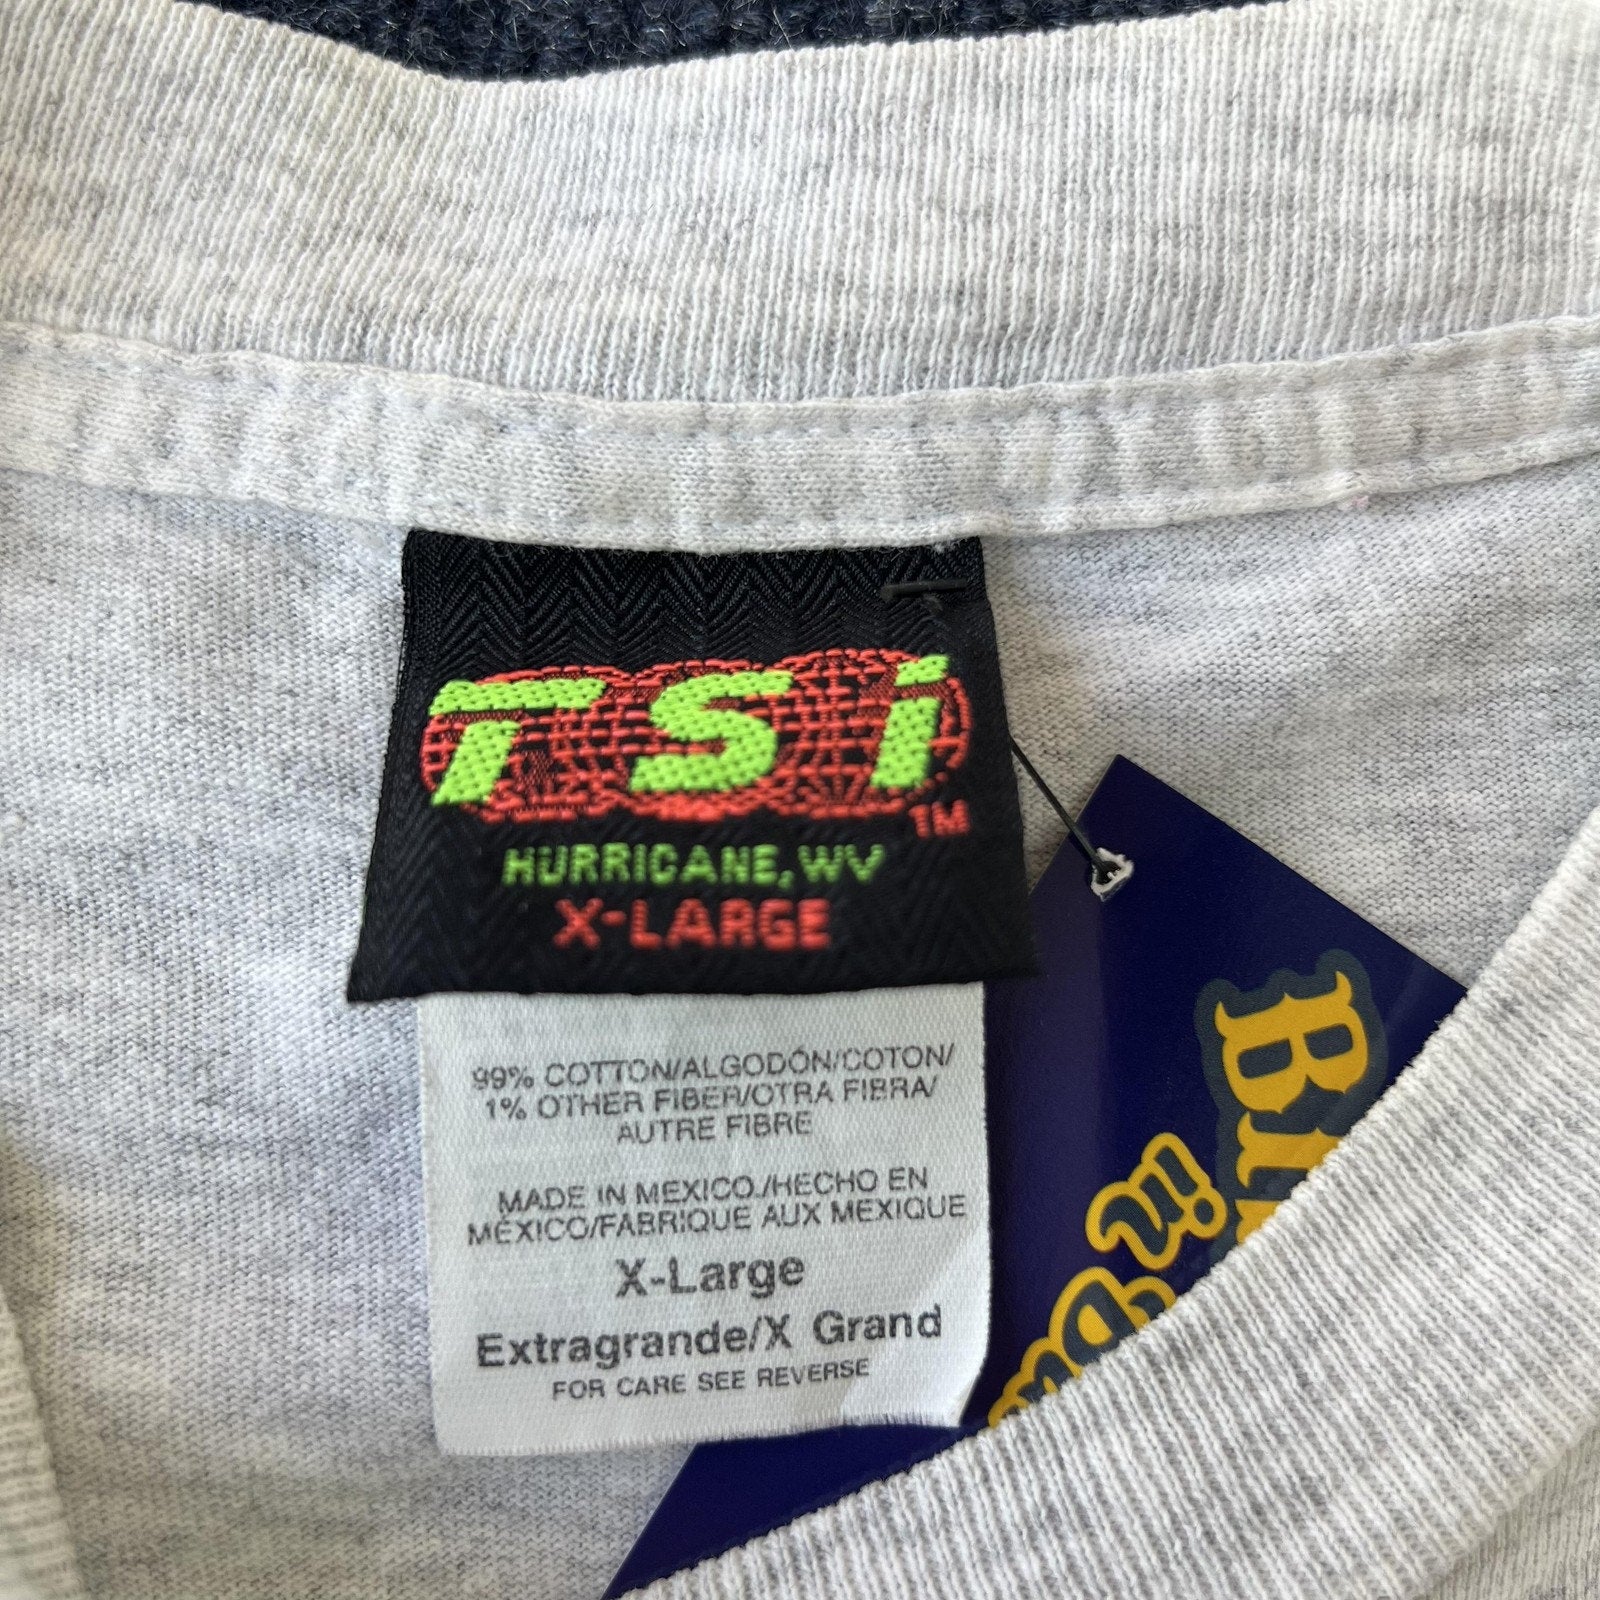 TSi
TM
HURRICANE, WV
X-LARGE
99% COTTON/ALGODÓN/COTON/
1% OTHER FIBER/OTRA FIBRA/
AUTRE FIBRE
MADE IN MEXICO./HECHO EN
MÉXICO/FABRIQUE AUX MEXIQUE
X-Large
Extragrande/X Grand
FOR CARE SEE REVERSE
in